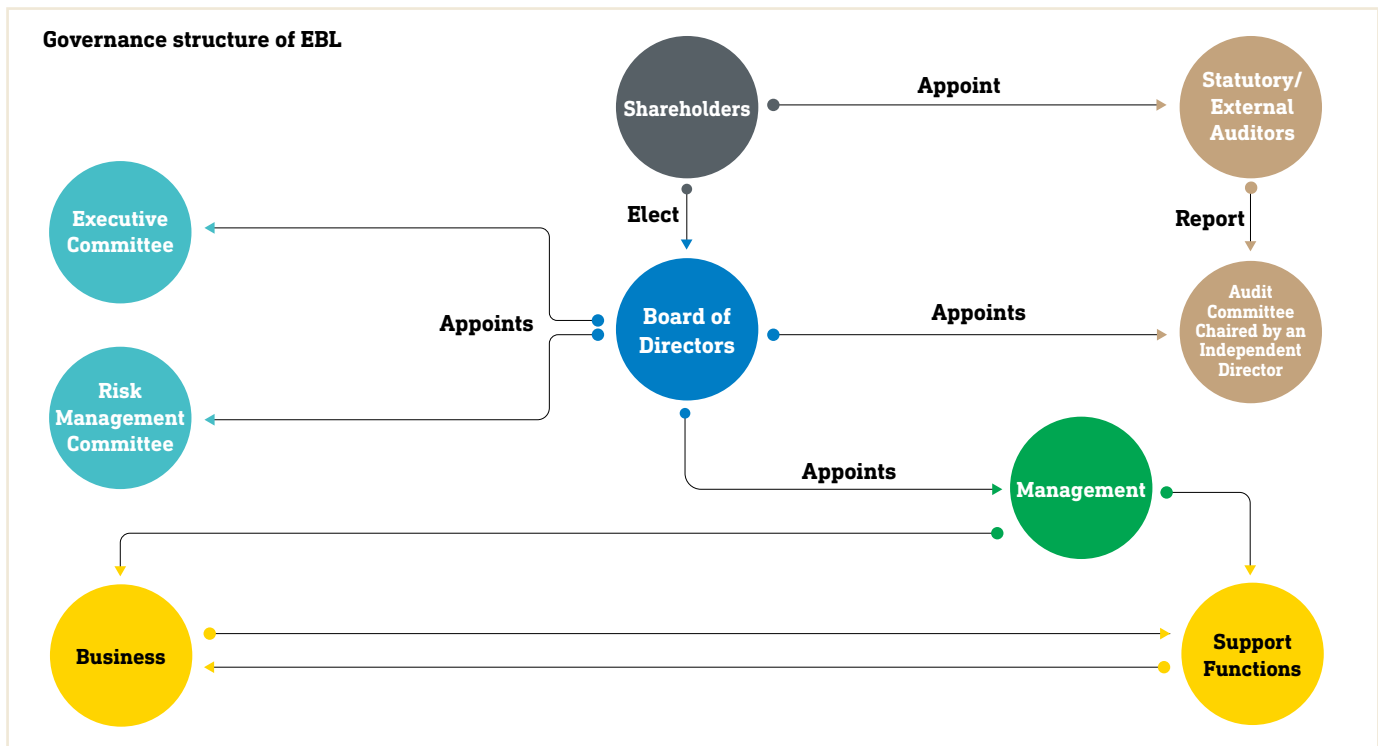 Governance structure of EBL
Shareholders
Appoint
Statutory/
External
Auditors
Elect
Report
Executive
Committee
Appoints
Board of
Directors
Appoints
Audit
Committee
Chaired by an
Independent
Director
Risk
Management
Committee
Appoints
Management
Business
Support
Functions